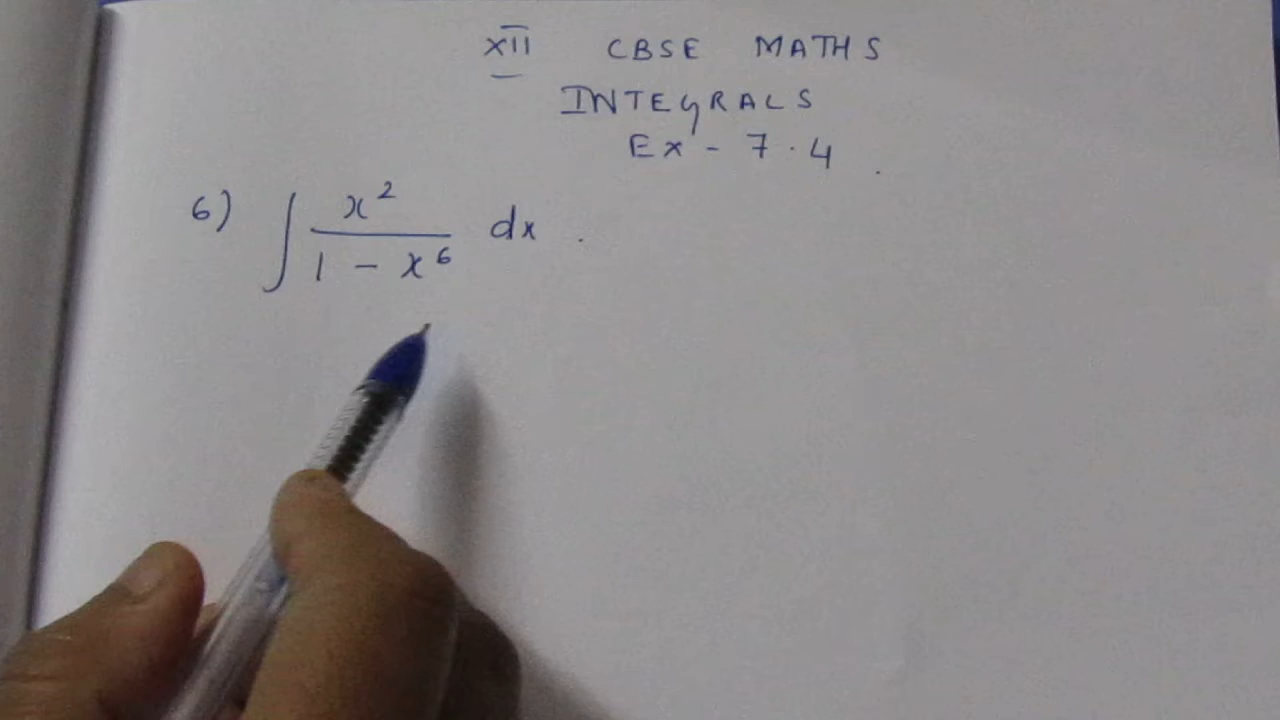 XII CBSE MATHS
INTEGRALS
Ex - 7.4.
6) ∫ x² / (1 - x⁶) dx.